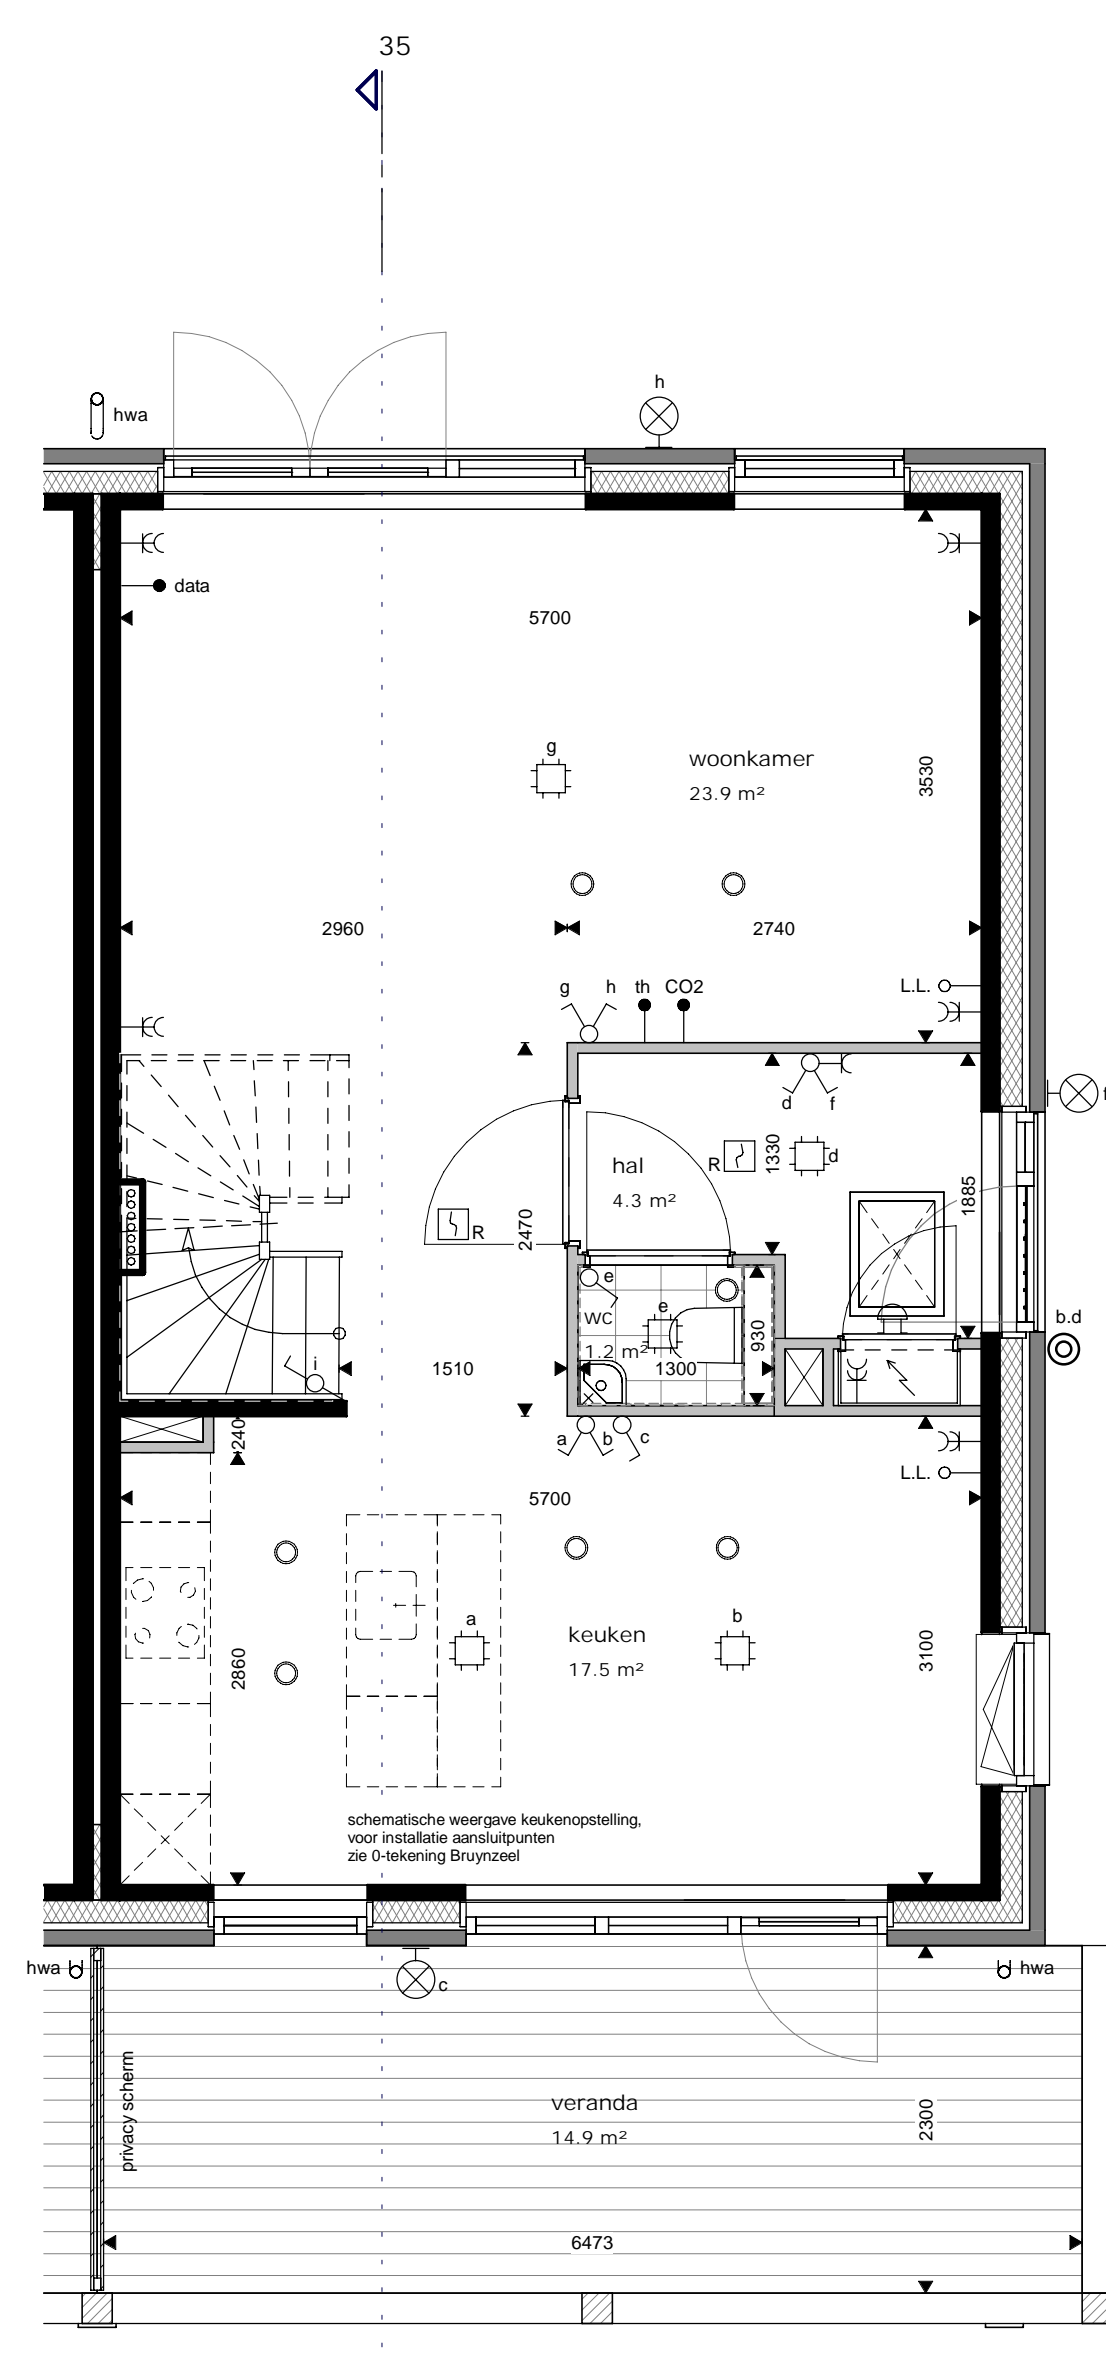 35
h
hwa
data
5700
g
woonkamer
23.9 m²
3530
2960
2740
g h th CO2
L.L.
d f
f
R
1330
d
hal
4.3 m²
1885
2470
R
e
wc
e
1.2 m²
930
b.d
i
1510
1300
240
a b c
L.L.
5700
a
b
keuken
17.5 m²
2860
3100
schematische weergave keukenopstelling,
voor installatie aansluitpunten
zie 0-tekening Bruynzeel
hwa
c
hwa
privacy scherm
veranda
14.9 m²
2300
6473